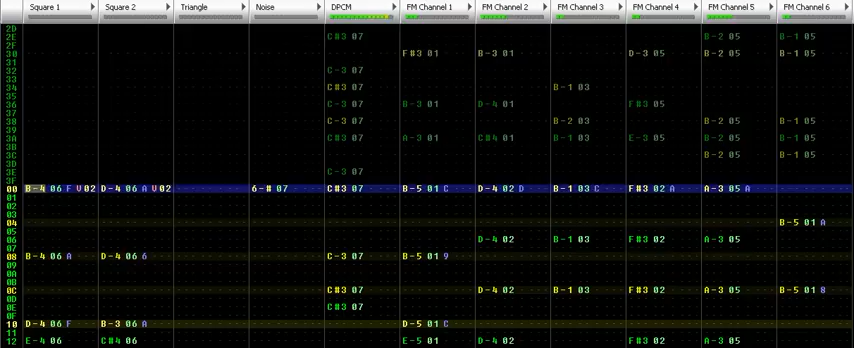 Square 1 Square 2 Triangle Noise DPCM FM Channel 1 FM Channel 2 FM Channel 3 FM Channel 4 FM Channel 5 FM Channel 6
2D
2E C#3 07 B-2 05 B-1 05
2F
30 F#3 01 B-3 01 D-3 05 B-2 05 B-1 05
31
32 C-3 07
33
34 C#3 07 B-1 03
35
36 C-3 07 B-3 01 D-4 01 F#3 05
37
38 C-3 07 B-2 03 B-2 05 B-1 05
39
3A C#3 07 A-3 01 C#4 01 B-1 03 E-3 05 B-2 05 B-1 05
3B
3C B-2 05 B-1 05
3D
3E C-3 07
3F
00 B-4 06 F V02 D-4 06 A V02 6-# 07 C#3 07 B-5 01 C D-4 02 D B-1 03 C F#3 02 A A-3 05 A
01
02
03
04 B-5 01 A
05
06 D-4 02 B-1 03 F#3 02 A-3 05
07
08 B-4 06 A D-4 06 6 C-3 07 B-5 01 9
09
0A
0B
0C C#3 07 D-4 02 B-1 03 F#3 02 A-3 05 B-5 01 8
0D
0E C#3 07
0F
10 D-4 06 F B-3 06 A D-5 01 C
11
12 E-4 06 C#4 06 E-5 01 D-4 02 F#3 02 A-3 05